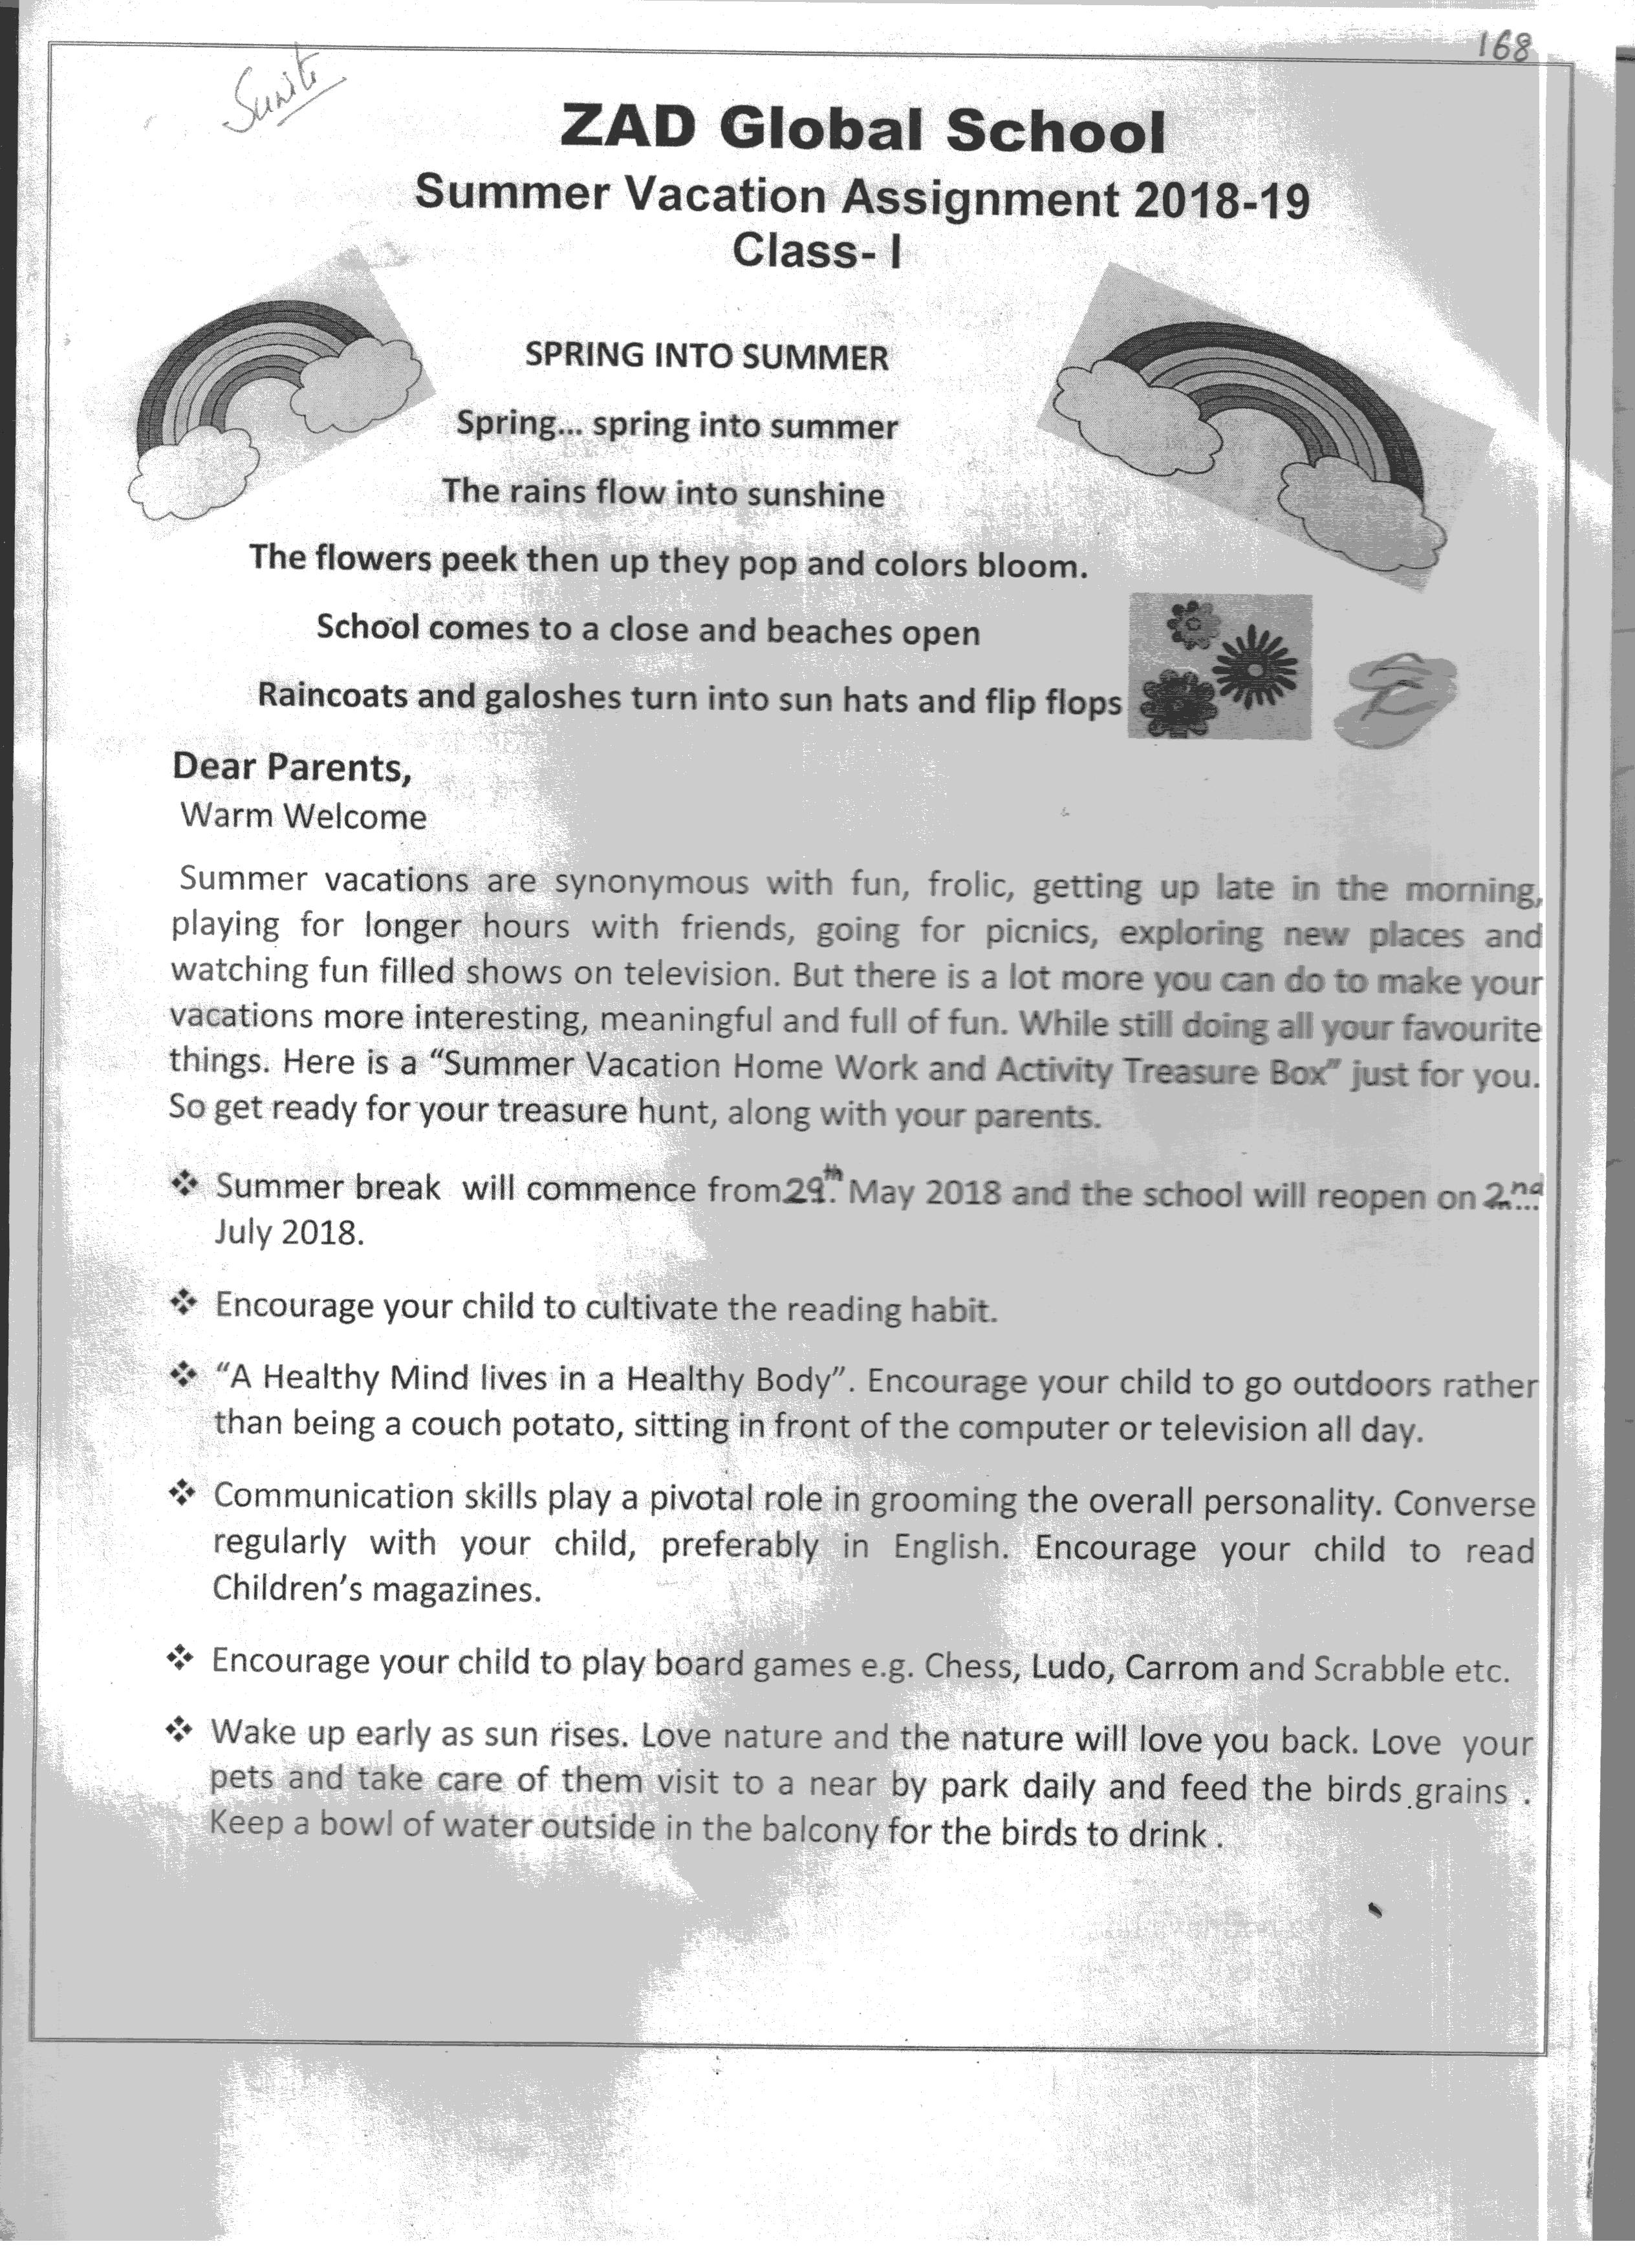 168
ZAD Global School
Summer Vacation Assignment 2018-19
Class- I
SPRING INTO SUMMER
Spring... spring into summer
The rains flow into sunshine
The flowers peek then up they pop and colors bloom.
School comes to a close and beaches open
Raincoats and galoshes turn into sun hats and flip flops
Dear Parents,
Warm Welcome
Summer vacations are synonymous with fun, frolic, getting up late in the morning,
playing for longer hours with friends, going for picnics, exploring new places and
watching fun filled shows on television. But there is a lot more you can do to make your
vacations more interesting, meaningful and full of fun. While still doing all your favourite
things. Here is a “Summer Vacation Home Work and Activity Treasure Box” just for you.
So get ready for your treasure hunt, along with your parents.
❖ Summer break will commence from 29th May 2018 and the school will reopen on 2nd...
July 2018.
❖ Encourage your child to cultivate the reading habit.
❖ “A Healthy Mind lives in a Healthy Body”. Encourage your child to go outdoors rather
than being a couch potato, sitting in front of the computer or television all day.
❖ Communication skills play a pivotal role in grooming the overall personality. Converse
regularly with your child, preferably in English. Encourage your child to read
Children’s magazines.
❖ Encourage your child to play board games e.g. Chess, Ludo, Carrom and Scrabble etc.
❖ Wake up early as sun rises. Love nature and the nature will love you back. Love your
pets and take care of them visit to a near by park daily and feed the birds grains .
Keep a bowl of water outside in the balcony for the birds to drink .